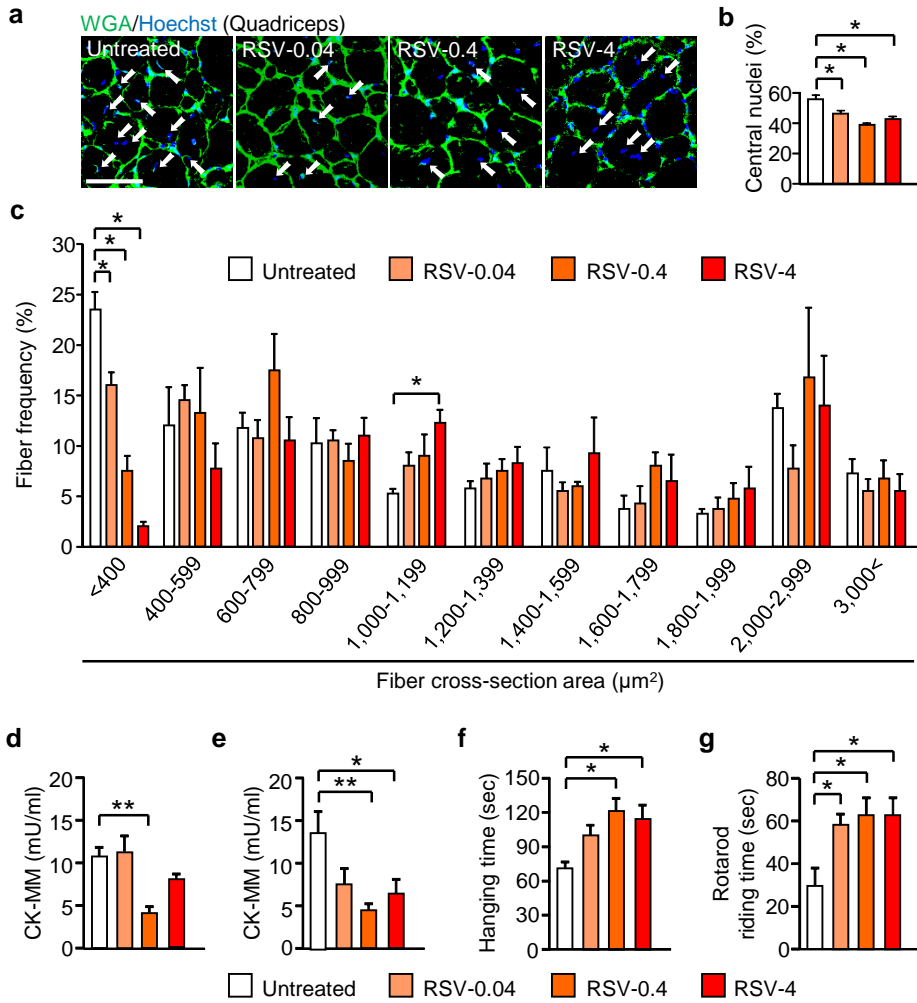 a
WGA/Hoechst (Quadriceps)
Untreated RSV-0.04 RSV-0.4 RSV-4
b
Central nuclei (%)
60
40
20
0
* * *
c
Fiber frequency (%)
30
25
20
15
10
5
0
* * *
*
Untreated RSV-0.04 RSV-0.4 RSV-4
<400 400-599 600-799 800-999 1,000-1,199 1,200-1,399 1,400-1,599 1,600-1,799 1,800-1,999 2,000-2,999 3,000<
Fiber cross-section area (µm²)
d
CK-MM (mU/ml)
20
15
10
5
0
**
e
CK-MM (mU/ml)
20
15
10
5
0
*
**
f
Hanging time (sec)
150
120
90
60
30
0
*
*
g
Rotarod
riding time (sec)
80
60
40
20
0
*
*
*
Untreated RSV-0.04 RSV-0.4 RSV-4